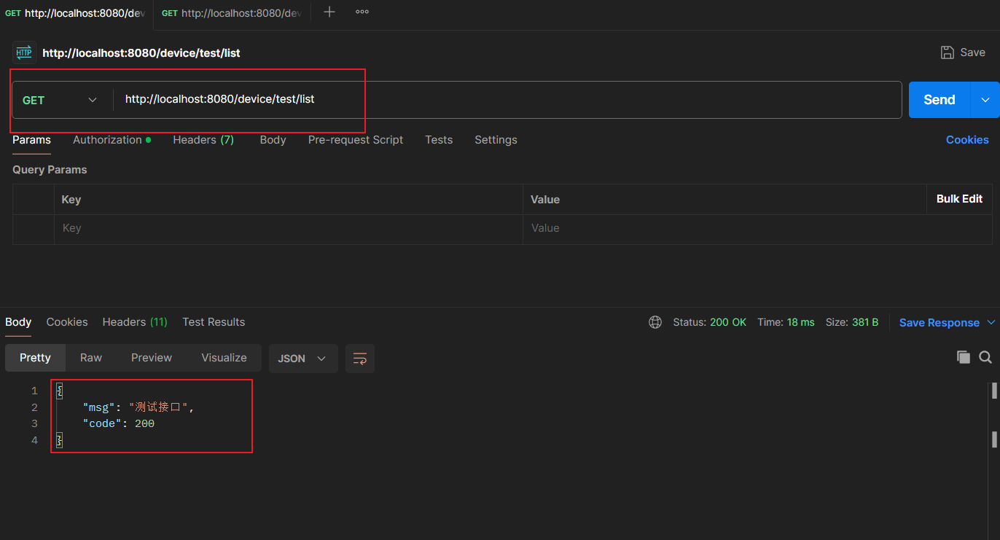 GET http://localhost:8080/dev GET http://localhost:8080/dev
HTTP http://localhost:8080/device/test/list Save
GET http://localhost:8080/device/test/list Send
Params Authorization Headers (7) Body Pre-request Script Tests Settings Cookies
Query Params
Key Value Bulk Edit
Key Value
Body Cookies Headers (11) Test Results Status: 200 OK Time: 18 ms Size: 381 B Save Response
Pretty Raw Preview Visualize JSON
1 {
2 "msg": "测试接口",
3 "code": 200
4 }